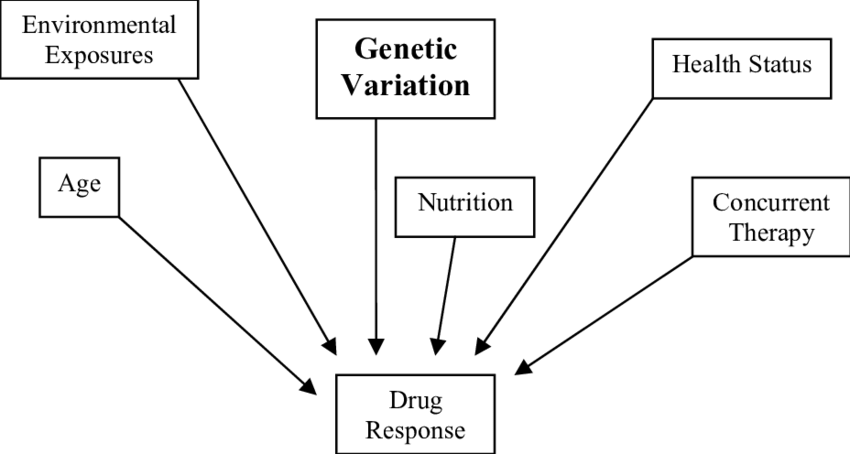 Environmental
Exposures
Genetic
Variation
Health Status
Age
Nutrition
Concurrent
Therapy
Drug
Response